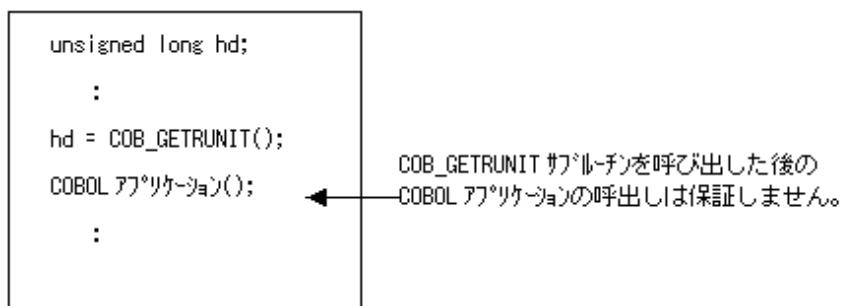 unsigned long hd;
:
hd = COB_GETRUNIT();
COBOL ｱﾌﾟﾘｹｰｼｮﾝ();
:
COB_GETRUNIT ｻﾌﾞﾙｰﾁﾝを呼び出した後の
COBOL ｱﾌﾟﾘｹｰｼｮﾝの呼出しは保証しません。